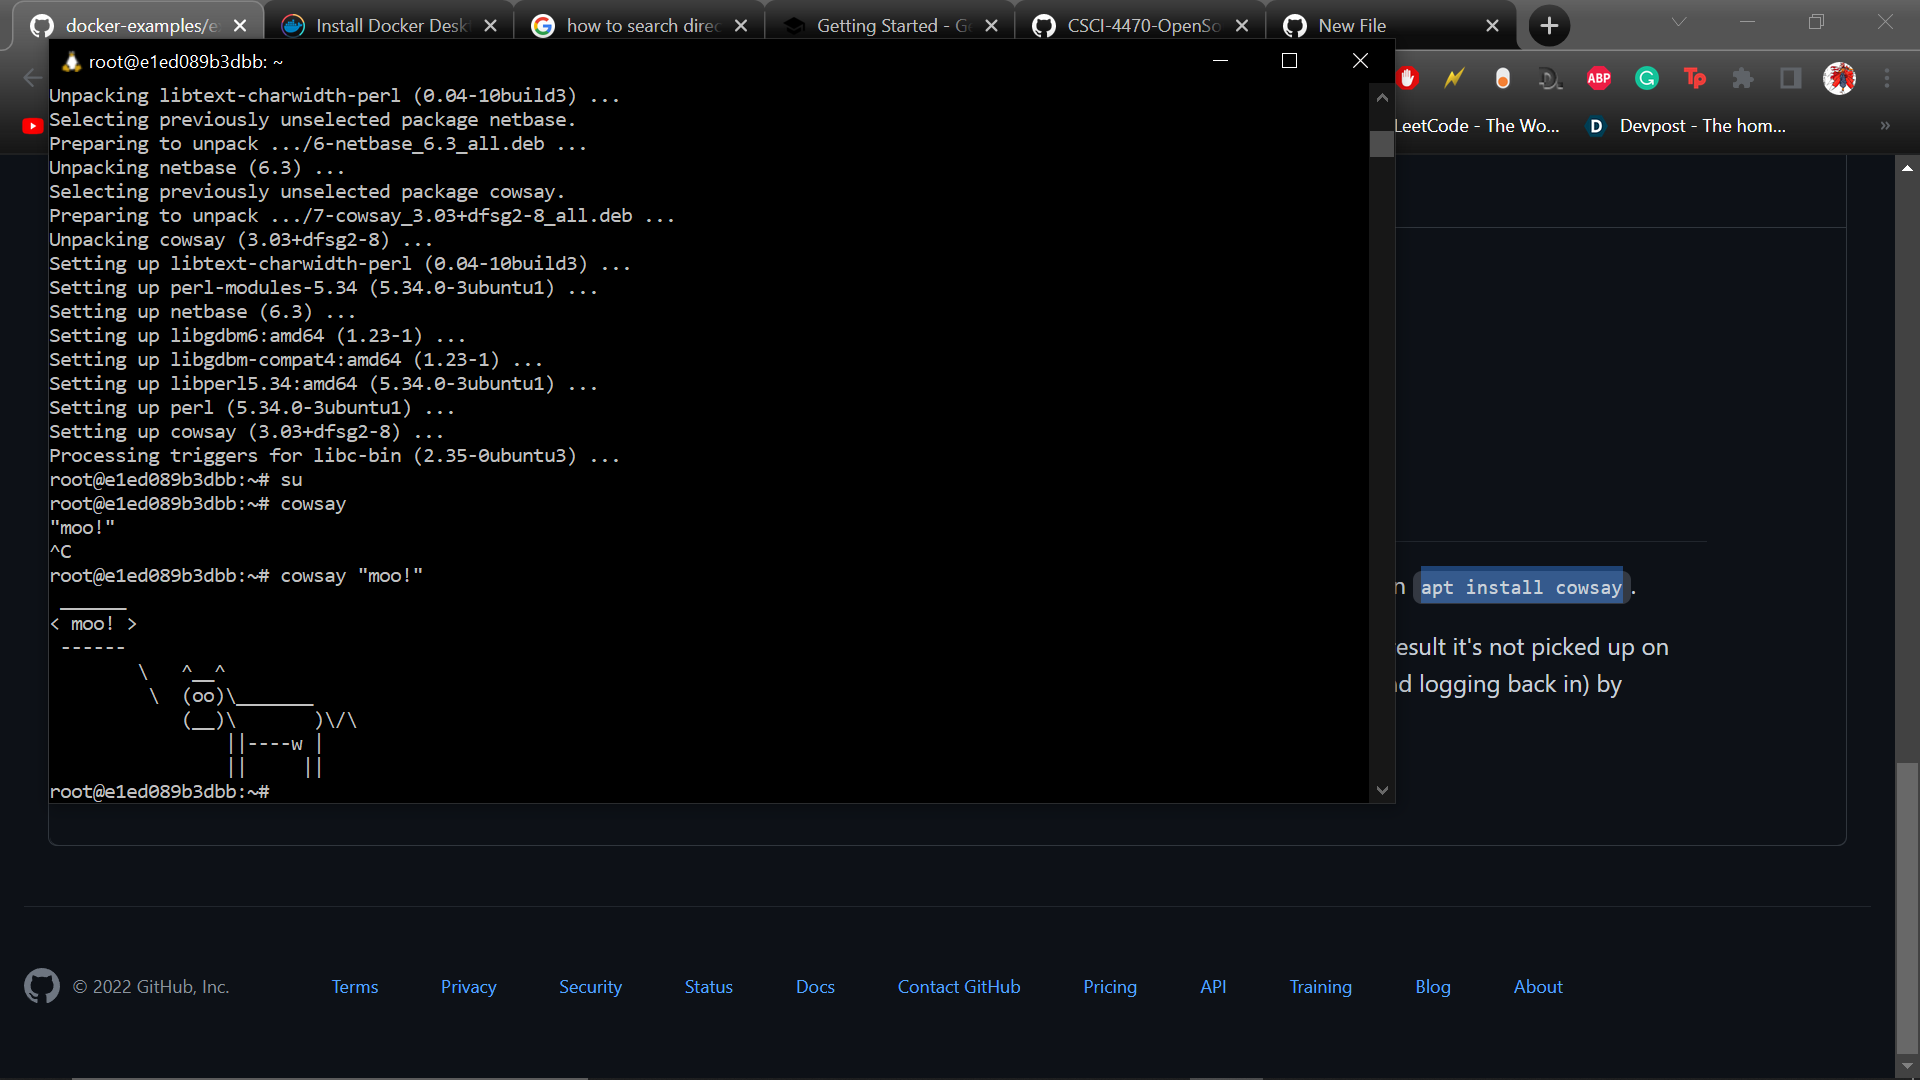 docker-examples/e
Install Docker Desk
how to search direc
Getting Started - G
CSCI-4470-OpenSo
New File
root@e1ed089b3dbb: ~
ABP
Tp
LeetCode - The Wo...
D
Devpost - The hom...
»
Unpacking libtext-charwidth-perl (0.04-10build3) ...
Selecting previously unselected package netbase.
Preparing to unpack .../6-netbase_6.3_all.deb ...
Unpacking netbase (6.3) ...
Selecting previously unselected package cowsay.
Preparing to unpack .../7-cowsay_3.03+dfsg2-8_all.deb ...
Unpacking cowsay (3.03+dfsg2-8) ...
Setting up libtext-charwidth-perl (0.04-10build3) ...
Setting up perl-modules-5.34 (5.34.0-3ubuntu1) ...
Setting up netbase (6.3) ...
Setting up libgdbm6:amd64 (1.23-1) ...
Setting up libgdbm-compat4:amd64 (1.23-1) ...
Setting up libperl5.34:amd64 (5.34.0-3ubuntu1) ...
Setting up perl (5.34.0-3ubuntu1) ...
Setting up cowsay (3.03+dfsg2-8) ...
Processing triggers for libc-bin (2.35-0ubuntu3) ...
root@e1ed089b3dbb:~# su
root@e1ed089b3dbb:~# cowsay
"moo!"
^C
root@e1ed089b3dbb:~# cowsay "moo!"
 ______
< moo! >
 ------
        \   ^__^
         \  (oo)\_______
            (__)\       )\/\
                ||----w |
                ||     ||
root@e1ed089b3dbb:~#
n apt install cowsay.
esult it's not picked up on
d logging back in) by
© 2022 GitHub, Inc.
Terms
Privacy
Security
Status
Docs
Contact GitHub
Pricing
API
Training
Blog
About